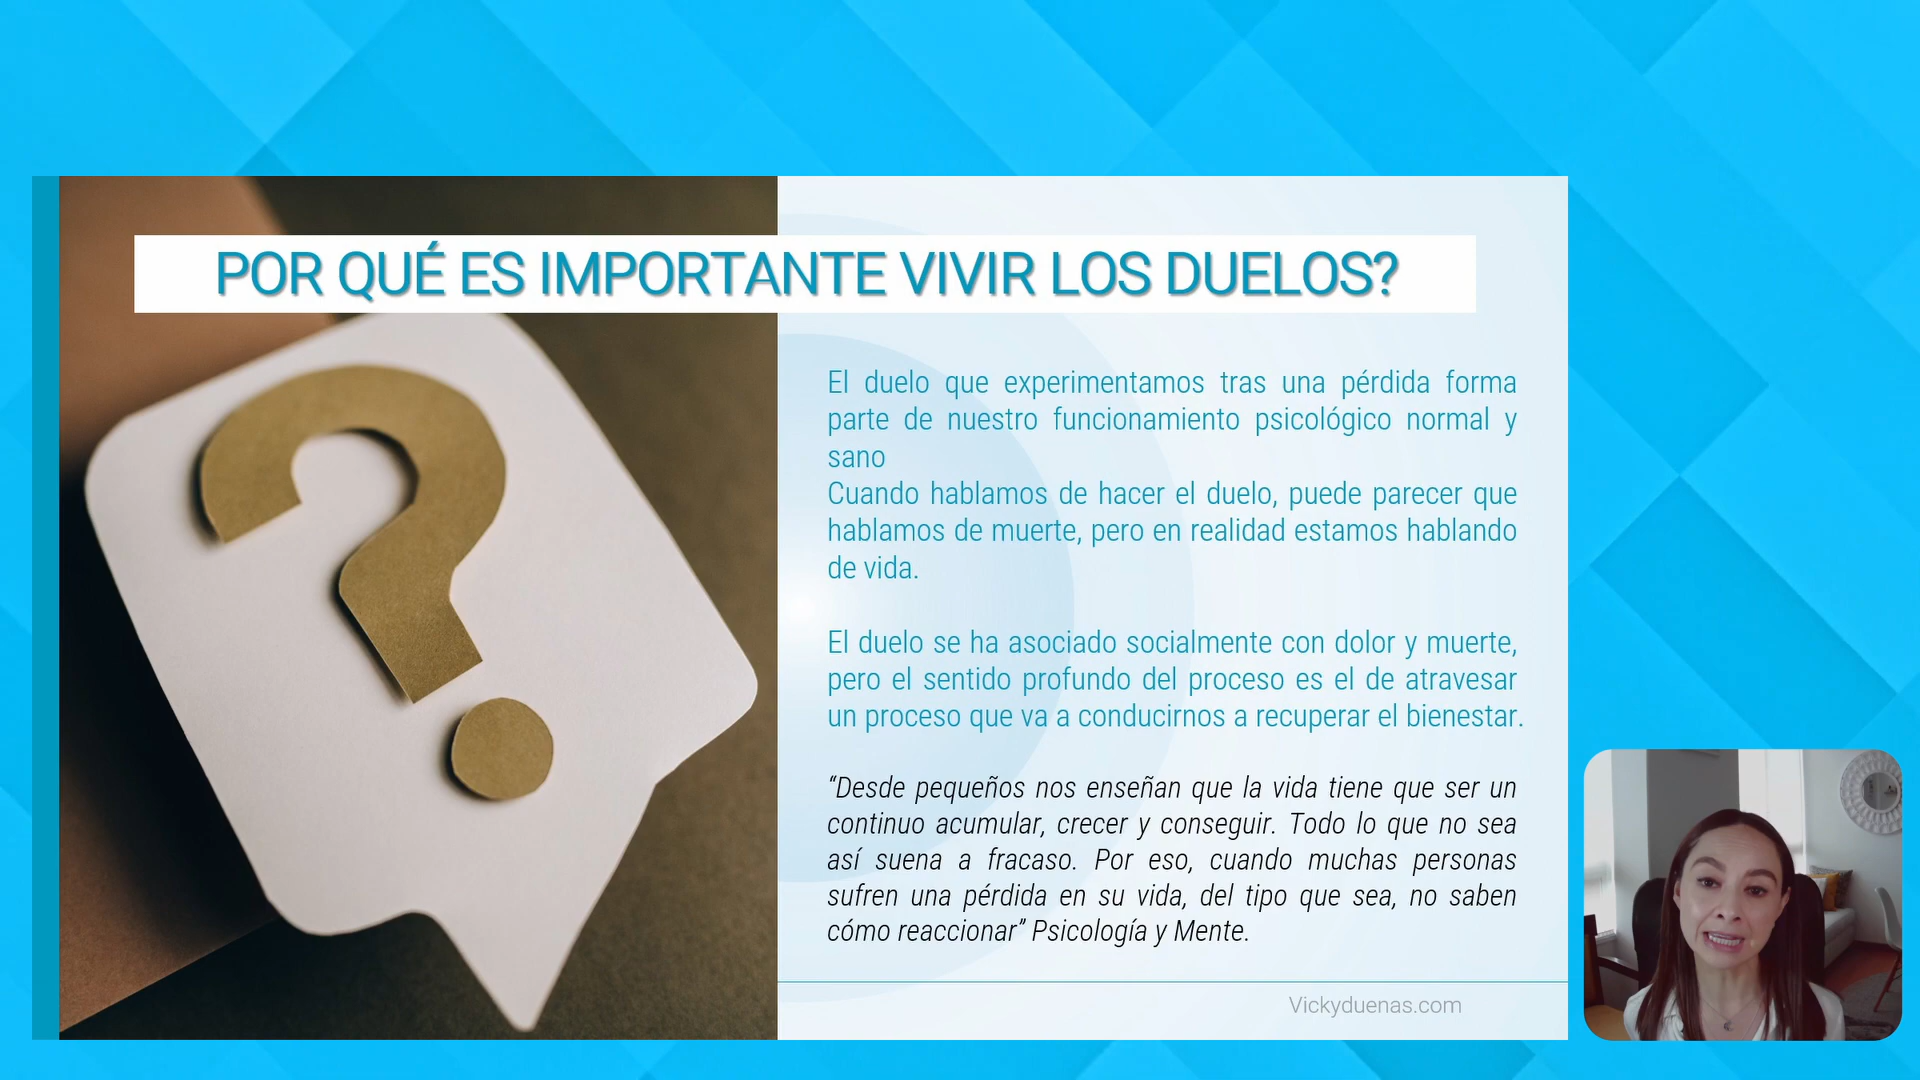 POR QUÉ ES IMPORTANTE VIVIR LOS DUELOS?
El duelo que experimentamos tras una pérdida forma
parte de nuestro funcionamiento psicológico normal y
sano
Cuando hablamos de hacer el duelo, puede parecer que
hablamos de muerte, pero en realidad estamos hablando
de vida.
El duelo se ha asociado socialmente con dolor y muerte,
pero el sentido profundo del proceso es el de atravesar
un proceso que va a conducirnos a recuperar el bienestar.
“Desde pequeños nos enseñan que la vida tiene que ser un
continuo acumular, crecer y conseguir. Todo lo que no sea
así suena a fracaso. Por eso, cuando muchas personas
sufren una pérdida en su vida, del tipo que sea, no saben
cómo reaccionar” Psicología y Mente.
Vickyduenas.com